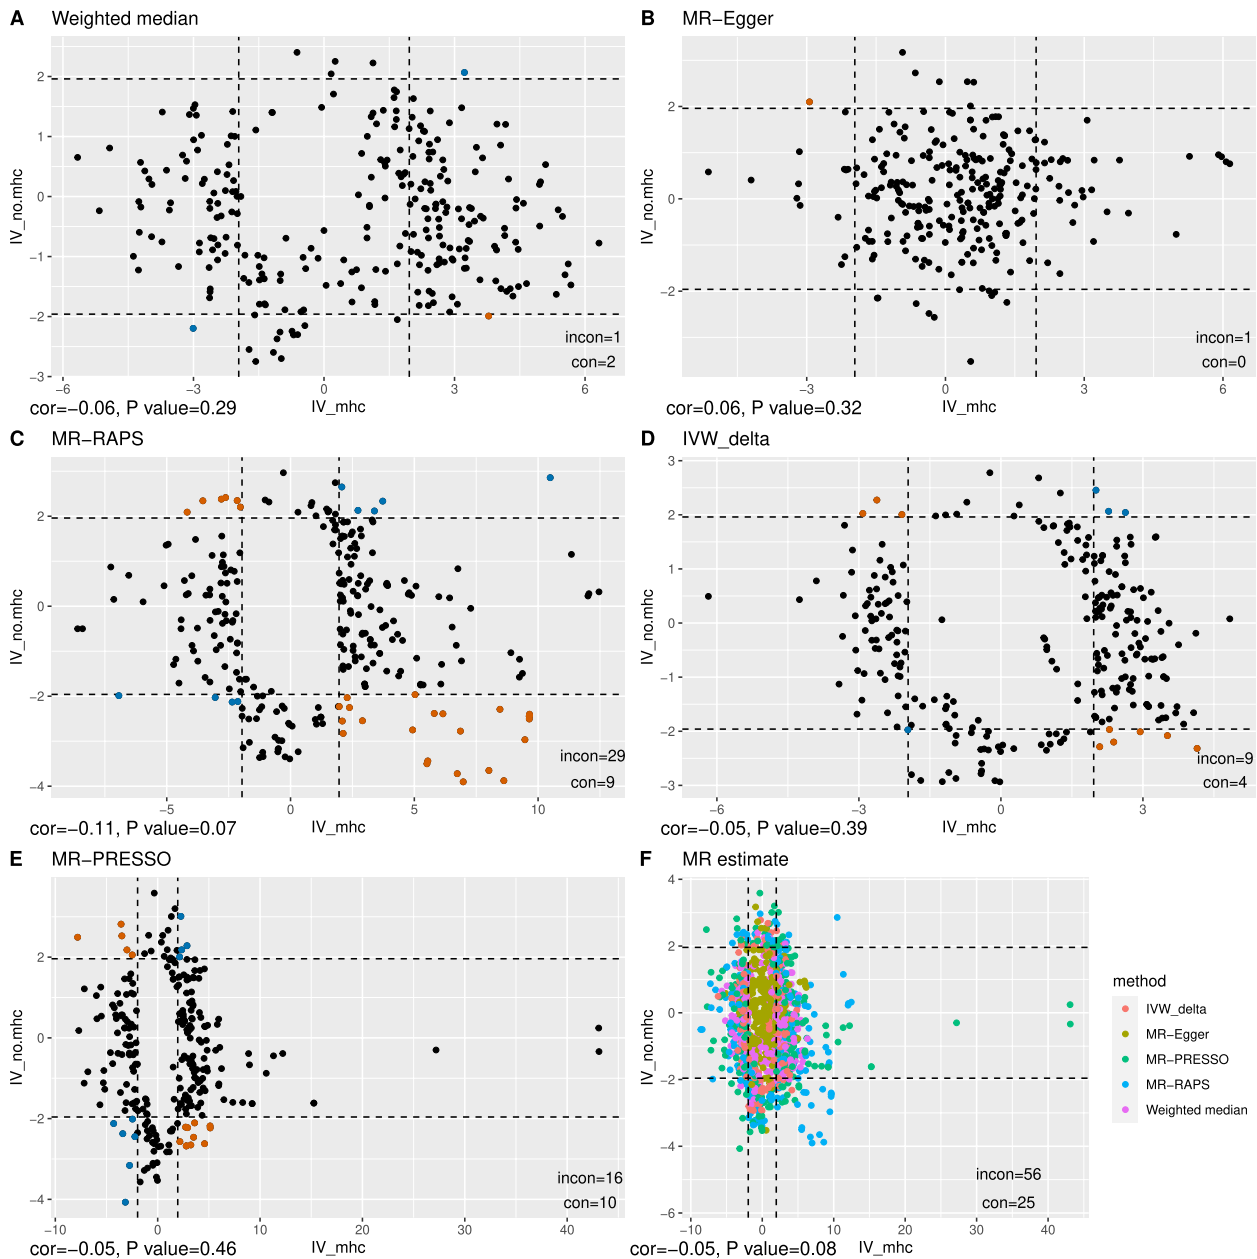 A Weighted median
2
1
0
−1
−2
−3
IV_no.mhc
−6 −3 0 3 6
IV_mhc
incon=1
con=2
cor=−0.06, P value=0.29
B MR−Egger
2
0
−2
IV_no.mhc
−3 0 3 6
IV_mhc
incon=1
con=0
cor=0.06, P value=0.32
C MR−RAPS
2
0
−2
−4
IV_no.mhc
−5 0 5 10
IV_mhc
incon=29
con=9
cor=−0.11, P value=0.07
D IVW_delta
3
2
1
0
−1
−2
−3
IV_no.mhc
−6 −3 0 3
IV_mhc
incon=9
con=4
cor=−0.05, P value=0.39
E MR−PRESSO
2
0
−2
−4
IV_no.mhc
−10 0 10 20 30 40
IV_mhc
incon=16
con=10
cor=−0.05, P value=0.46
F MR estimate
4
2
0
−2
−4
−6
IV_no.mhc
−10 0 10 20 30 40
IV_mhc
incon=56
con=25
cor=−0.05, P value=0.08
method
IVW_delta
MR−Egger
MR−PRESSO
MR−RAPS
Weighted median